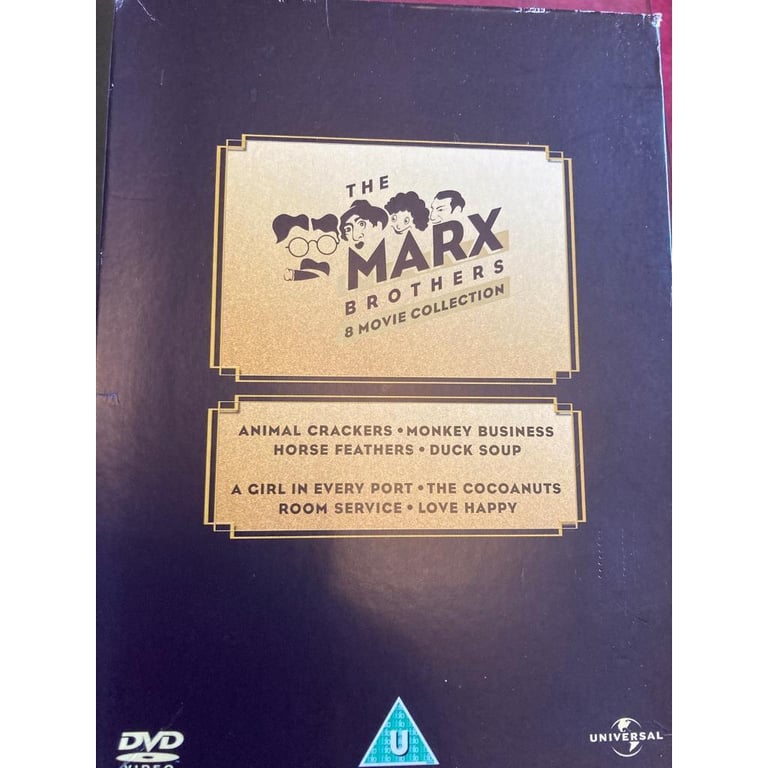 THE
MARX
BROTHERS
8 MOVIE COLLECTION
ANIMAL CRACKERS • MONKEY BUSINESS
HORSE FEATHERS • DUCK SOUP
A GIRL IN EVERY PORT • THE COCOANUTS
ROOM SERVICE • LOVE HAPPY
DVD
VIDEO
U
UNIVERSAL